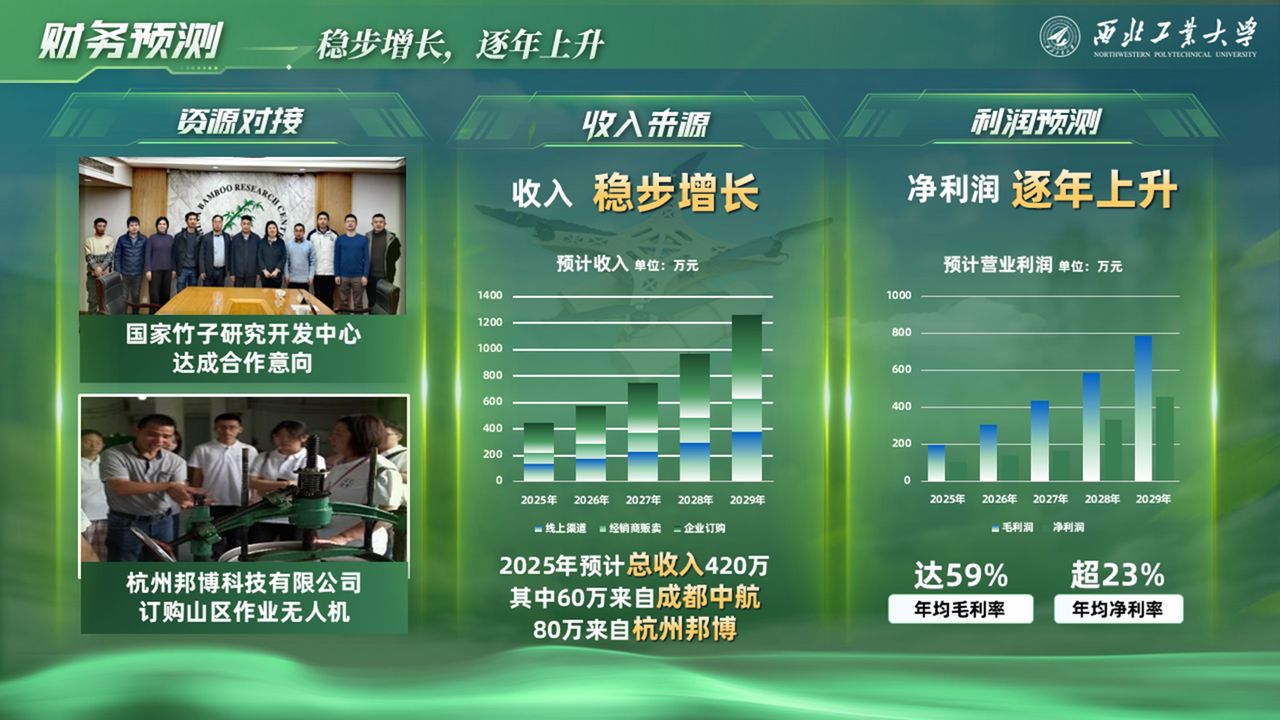 财务预测
稳步增长，逐年上升
西北工业大学
NORTHWESTERN POLYTECHNICAL UNIVERSITY
资源对接
BAMBOO RESEARCH CENT
国家竹子研究开发中心
达成合作意向
杭州邦博科技有限公司
订购山区作业无人机
收入来源
收入 稳步增长
预计收入 单位：万元
1400
1200
1000
800
600
400
200
0
2025年 2026年 2027年 2028年 2029年
线上渠道 经销商贩卖 企业订购
2025年预计总收入420万
其中60万来自成都中航
80万来自杭州邦博
利润预测
净利润 逐年上升
预计营业利润 单位：万元
1000
800
600
400
200
0
2025年 2026年 2027年 2028年 2029年
毛利润 净利润
达59% 超23%
年均毛利率 年均净利率